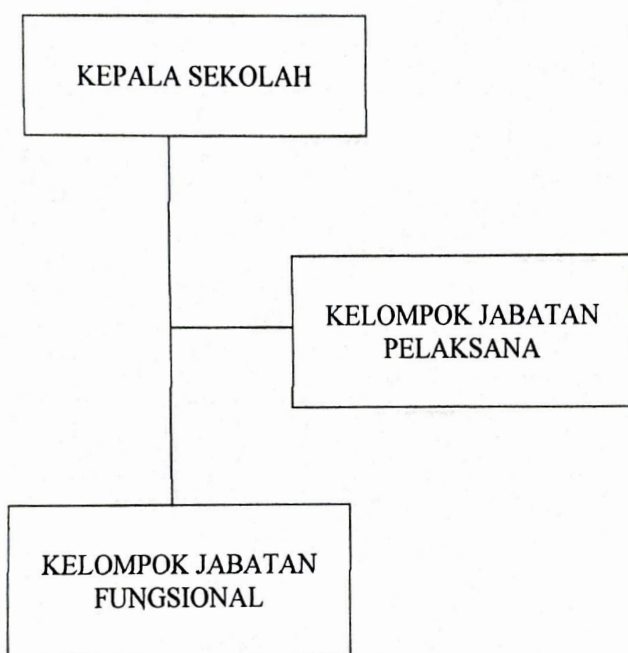 KEPALA SEKOLAH
KELOMPOK JABATAN
PELAKSANA
KELOMPOK JABATAN
FUNGSIONAL